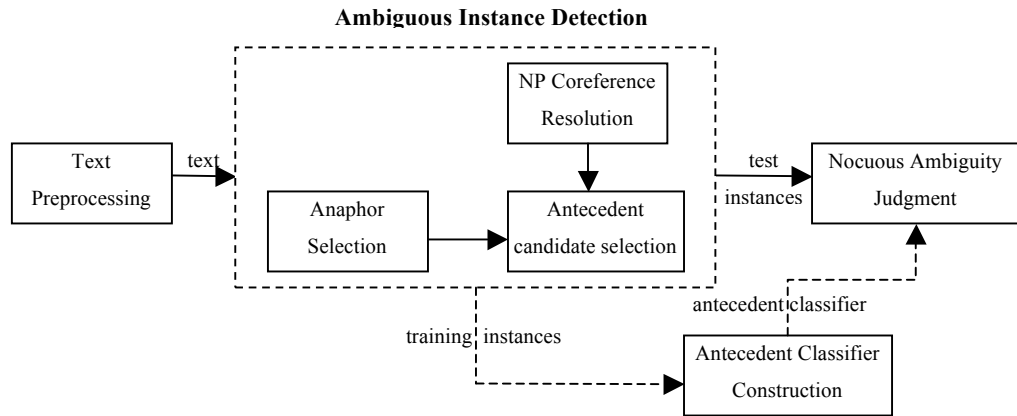 Ambiguous Instance Detection
NP Coreference
Resolution
Text
Preprocessing
text
test
instances
Nocuous Ambiguity
Judgment
Anaphor
Selection
Antecedent
candidate selection
antecedent classifier
training instances
Antecedent Classifier
Construction